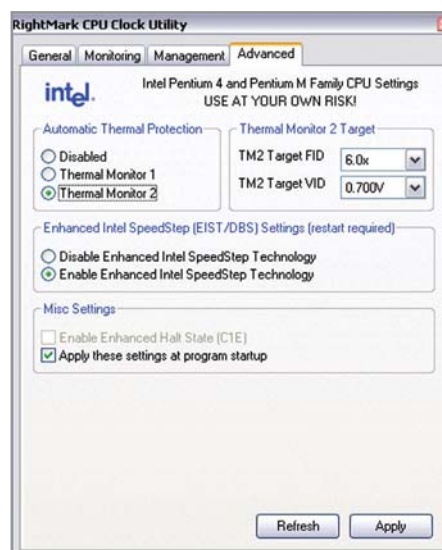 RightMark CPU Clock Utility
General Monitoring Management Advanced
intel.
Intel Pentium 4 and Pentium M Family CPU Settings
USE AT YOUR OWN RISK!
Automatic Thermal Protection
Disabled
Thermal Monitor 1
Thermal Monitor 2
Thermal Monitor 2 Target
TM2 Target FID 6.0x
TM2 Target VID 0.700V
Enhanced Intel SpeedStep (EIST/DBS) Settings (restart required)
Disable Enhanced Intel SpeedStep Technology
Enable Enhanced Intel SpeedStep Technology
Misc Settings
Enable Enhanced Halt State (C1E)
Apply these settings at program startup
Refresh Apply